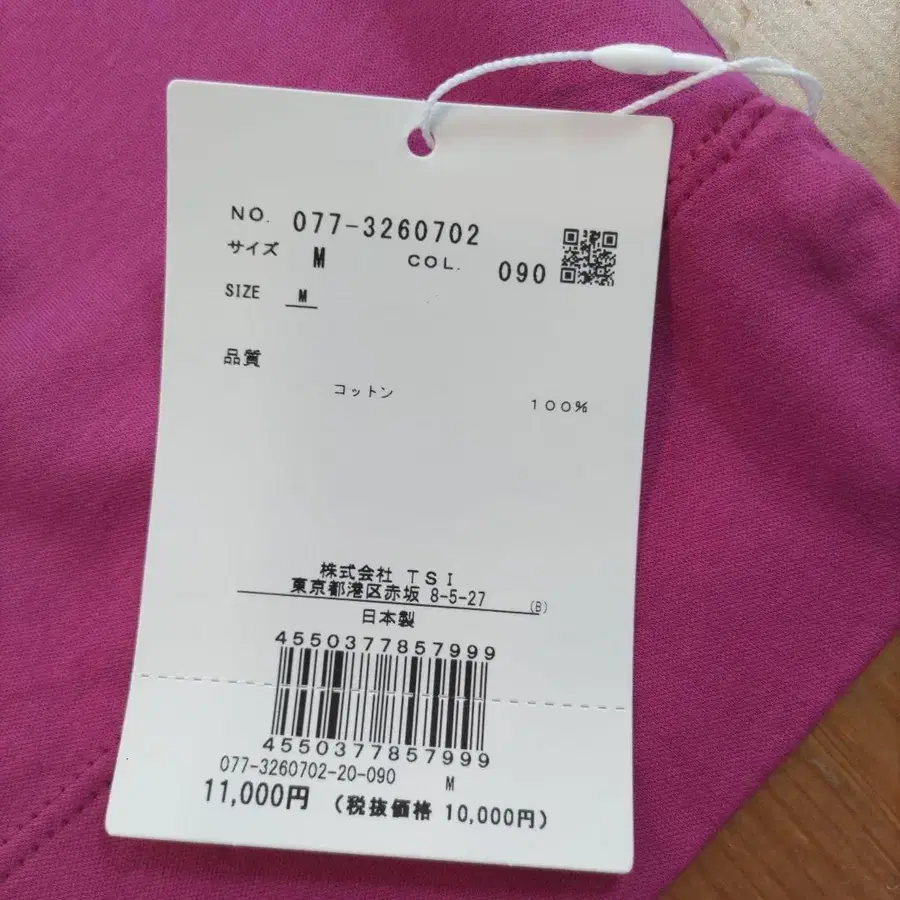 NO. 077-3260702
サイズ M COL. 090
SIZE M
品質
コットン 100%
株式会社 TSI
東京都港区赤坂 8-5-27 (B)
日本製
4550377857999
4550377857999
077-3260702-20-090 M
11,000円 (税抜価格 10,000円)